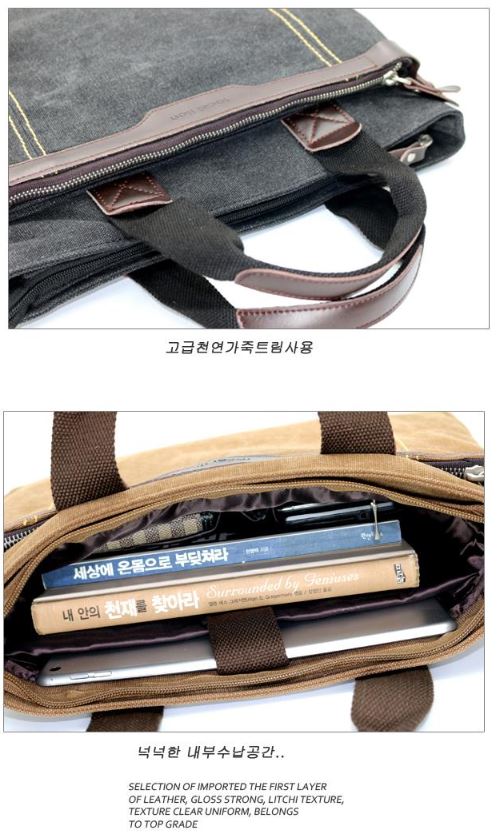 고급천연가죽트림사용
세상에 온몸으로 부딪쳐라
내 안의 천재를 찾아라
Surrounded by Geniuses
넉넉한 내부수납공간..
SELECTION OF IMPORTED THE FIRST LAYER
OF LEATHER, GLOSS STRONG, LITCHI TEXTURE,
TEXTURE CLEAR UNIFORM, BELONGS
TO TOP GRADE